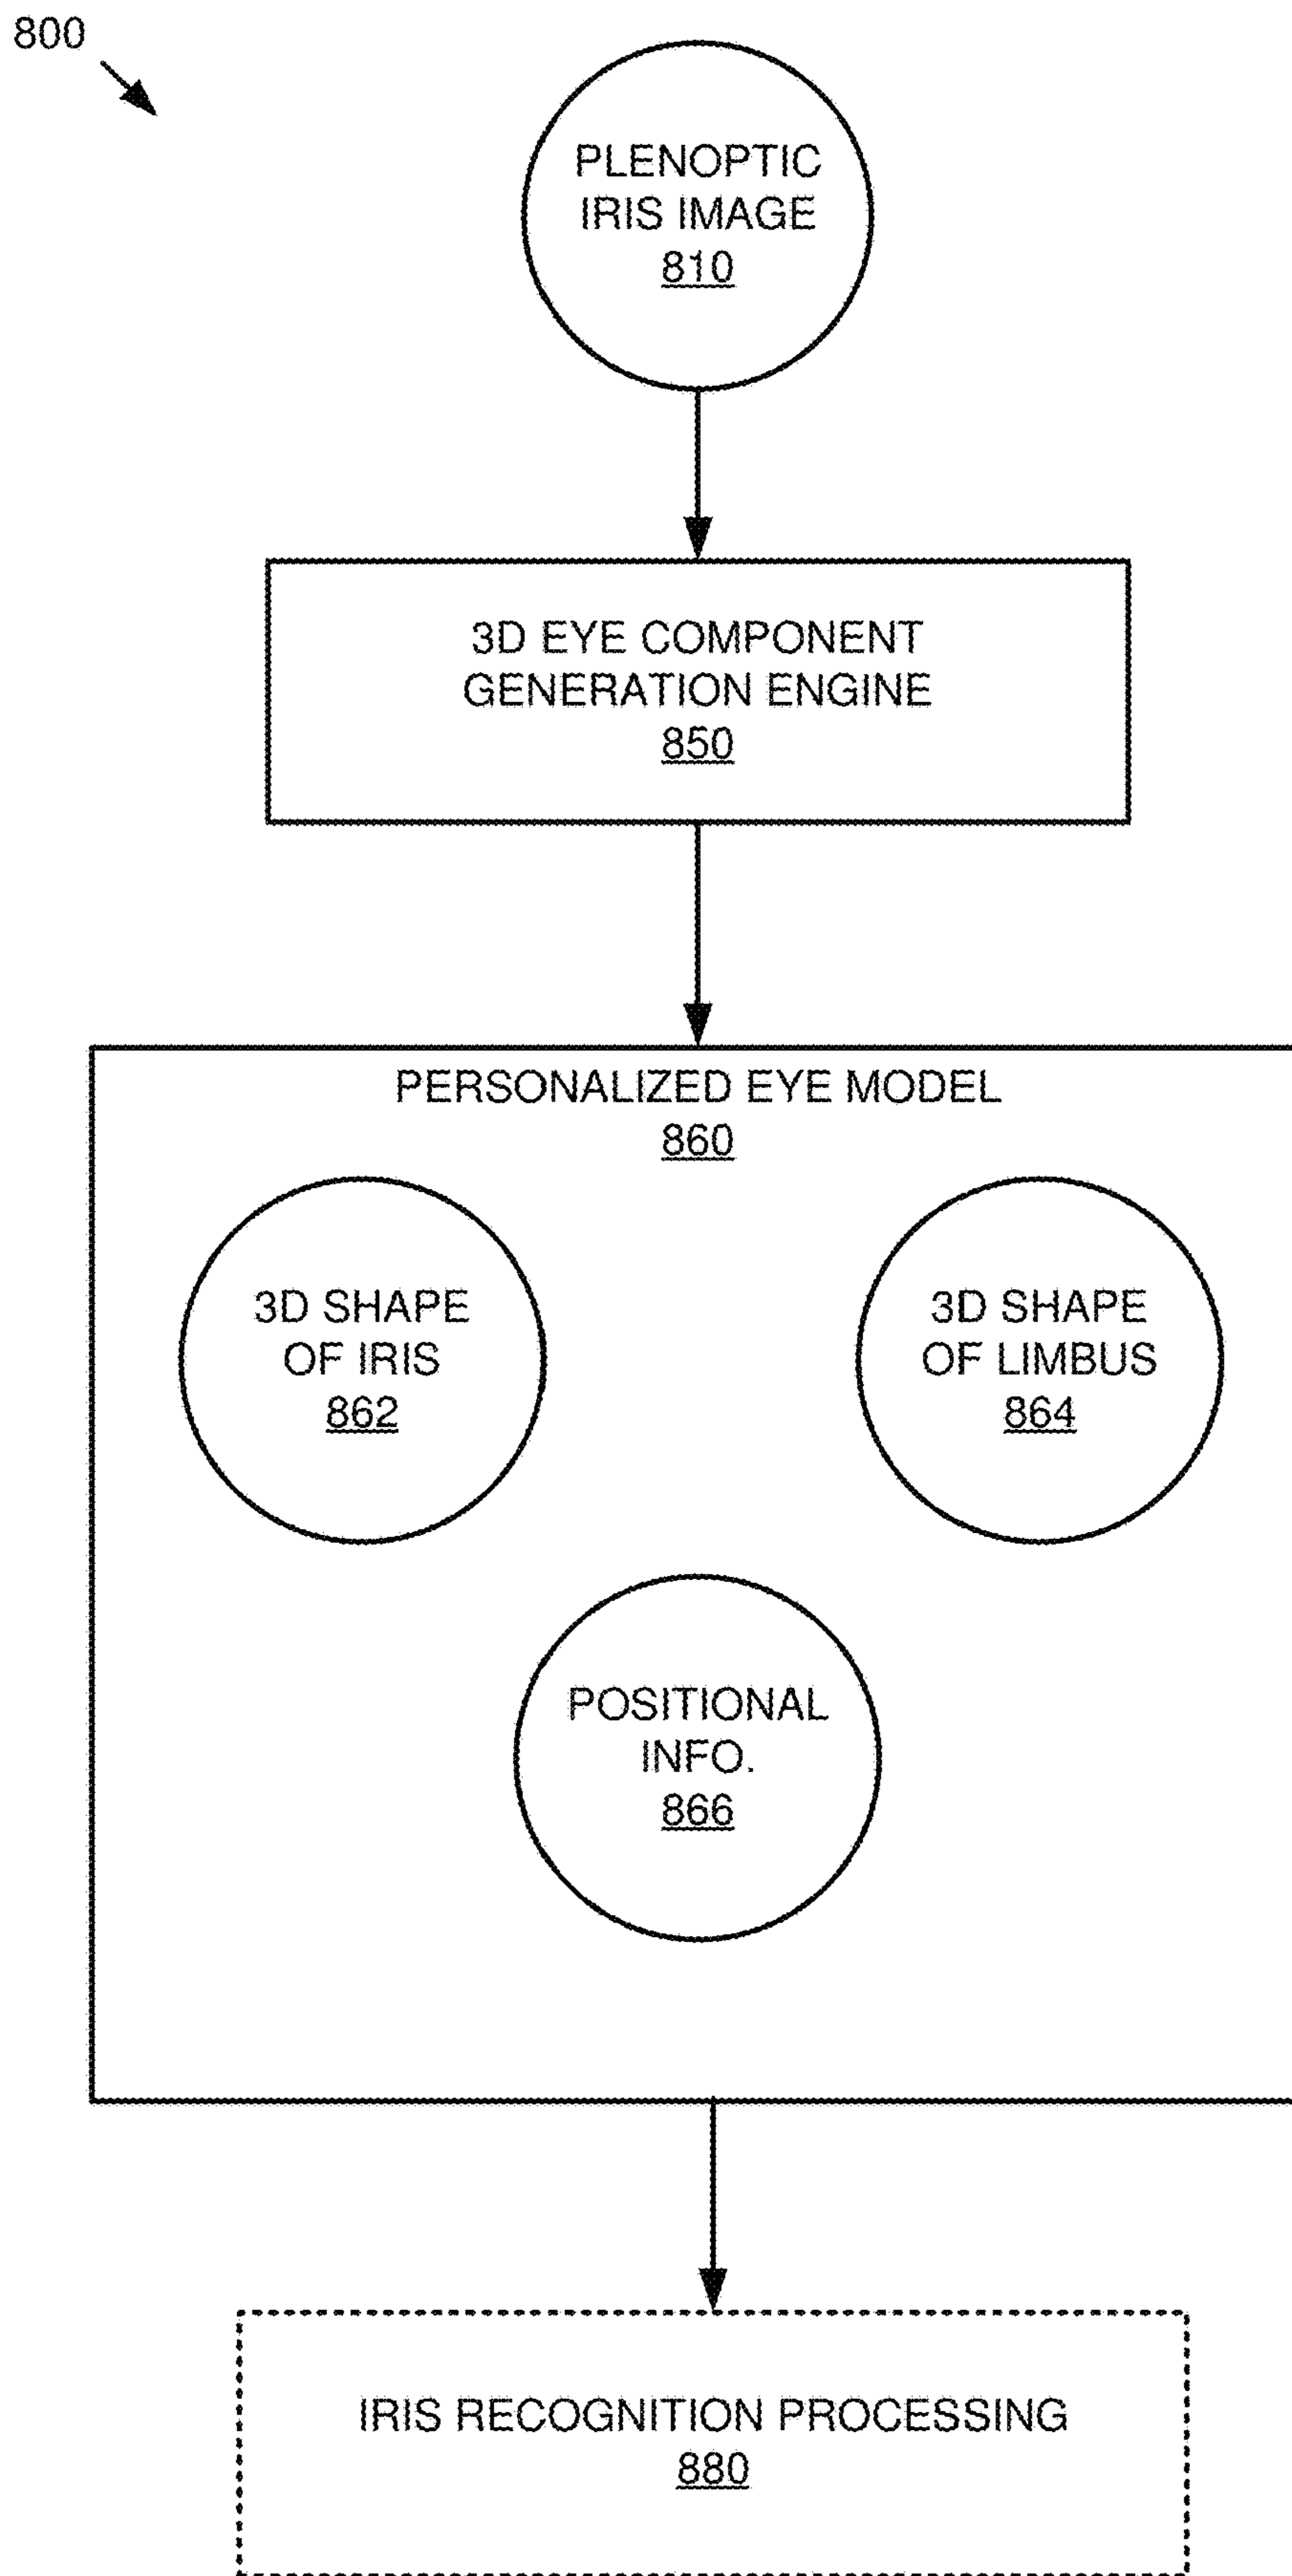 800
PLENOPTIC
IRIS IMAGE
810
3D EYE COMPONENT
GENERATION ENGINE
850
PERSONALIZED EYE MODEL
860
3D SHAPE
OF IRIS
862
3D SHAPE
OF LIMBUS
864
POSITIONAL
INFO.
866
IRIS RECOGNITION PROCESSING
880